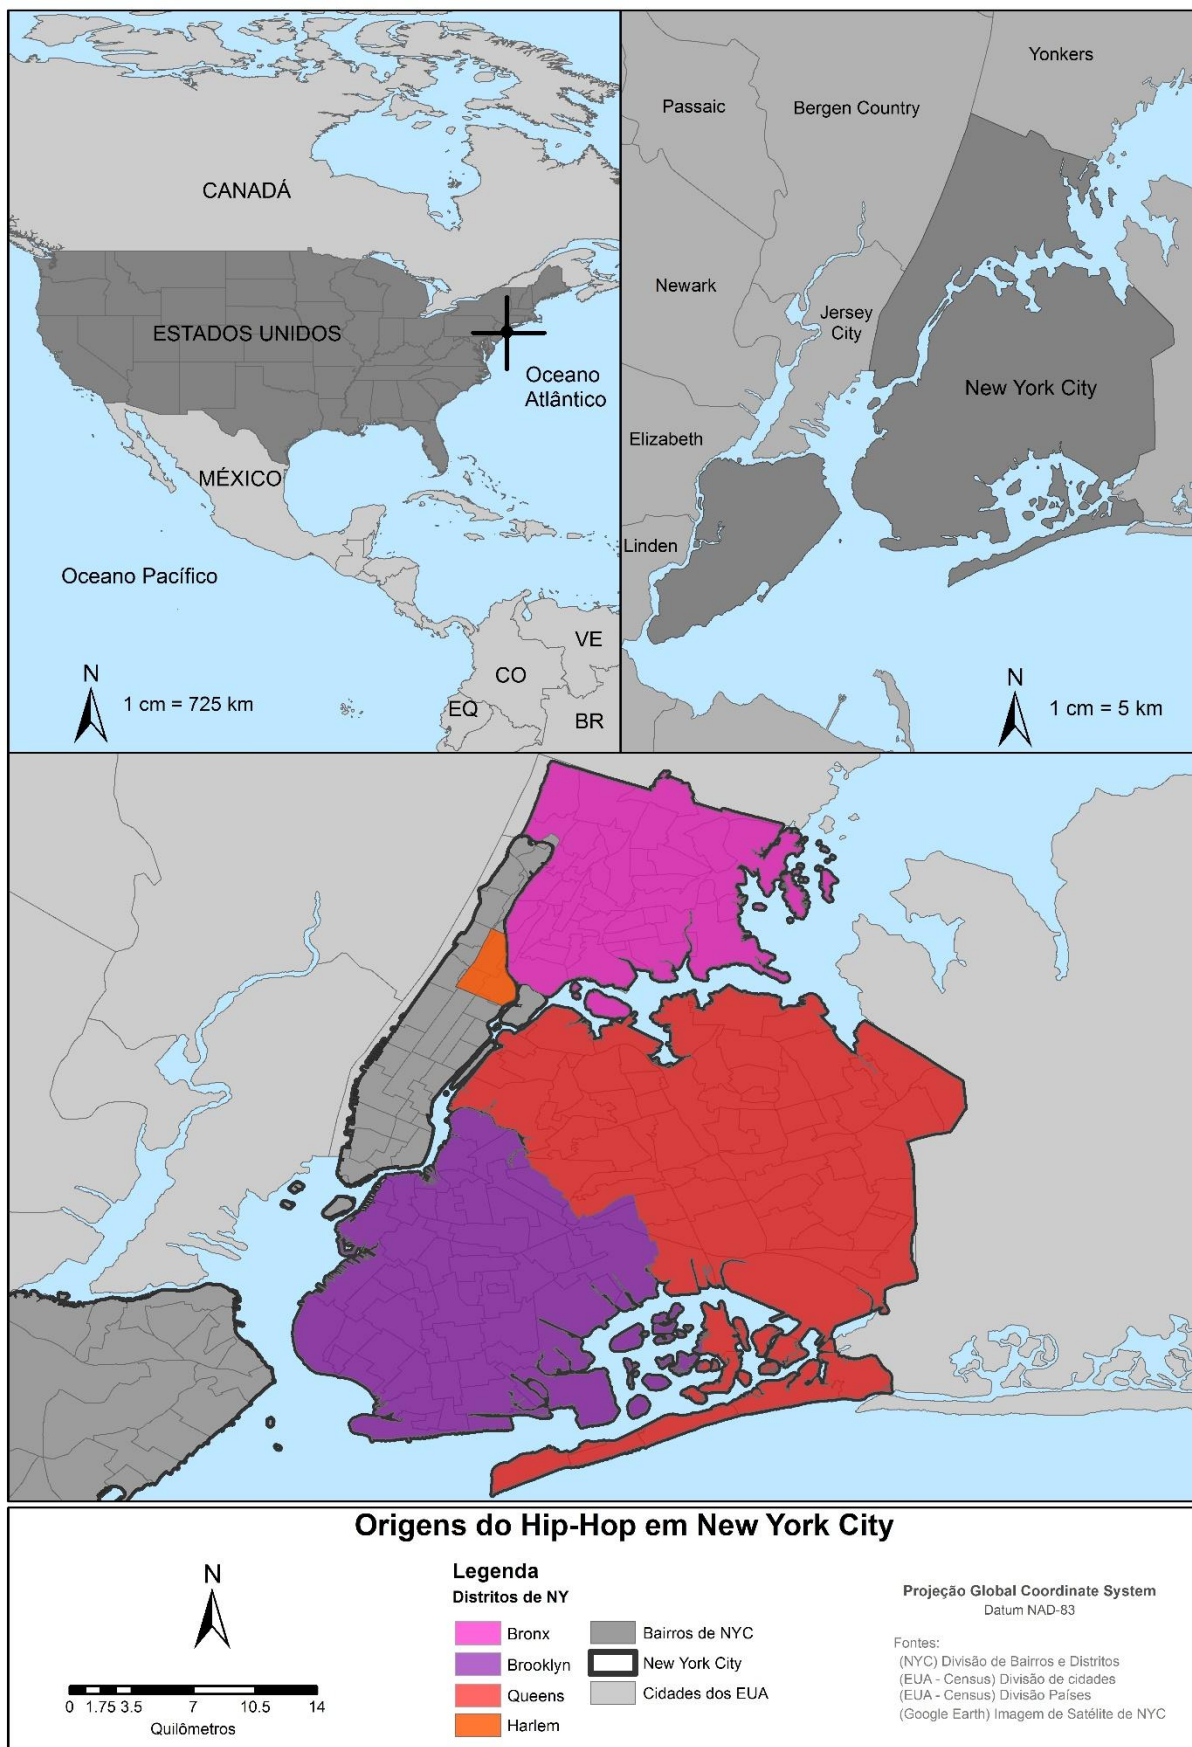 CANADÁ
ESTADOS UNIDOS
Oceano
Atlântico
MÉXICO
Oceano Pacífico
VE
CO
EQ
BR
N
1 cm = 725 km
Yonkers
Passaic
Bergen Country
Newark
Jersey
City
New York City
Elizabeth
Linden
N
1 cm = 5 km
Origens do Hip-Hop em New York City
N
0 1.75 3.5 7 10.5 14
Quilômetros
Legenda
Distritos de NY
Bronx
Brooklyn
Queens
Harlem
Bairros de NYC
New York City
Cidades dos EUA
Projeção Global Coordinate System
Datum NAD-83
Fontes:
(NYC) Divisão de Bairros e Distritos
(EUA - Census) Divisão de cidades
(EUA - Census) Divisão Países
(Google Earth) Imagem de Satélite de NYC